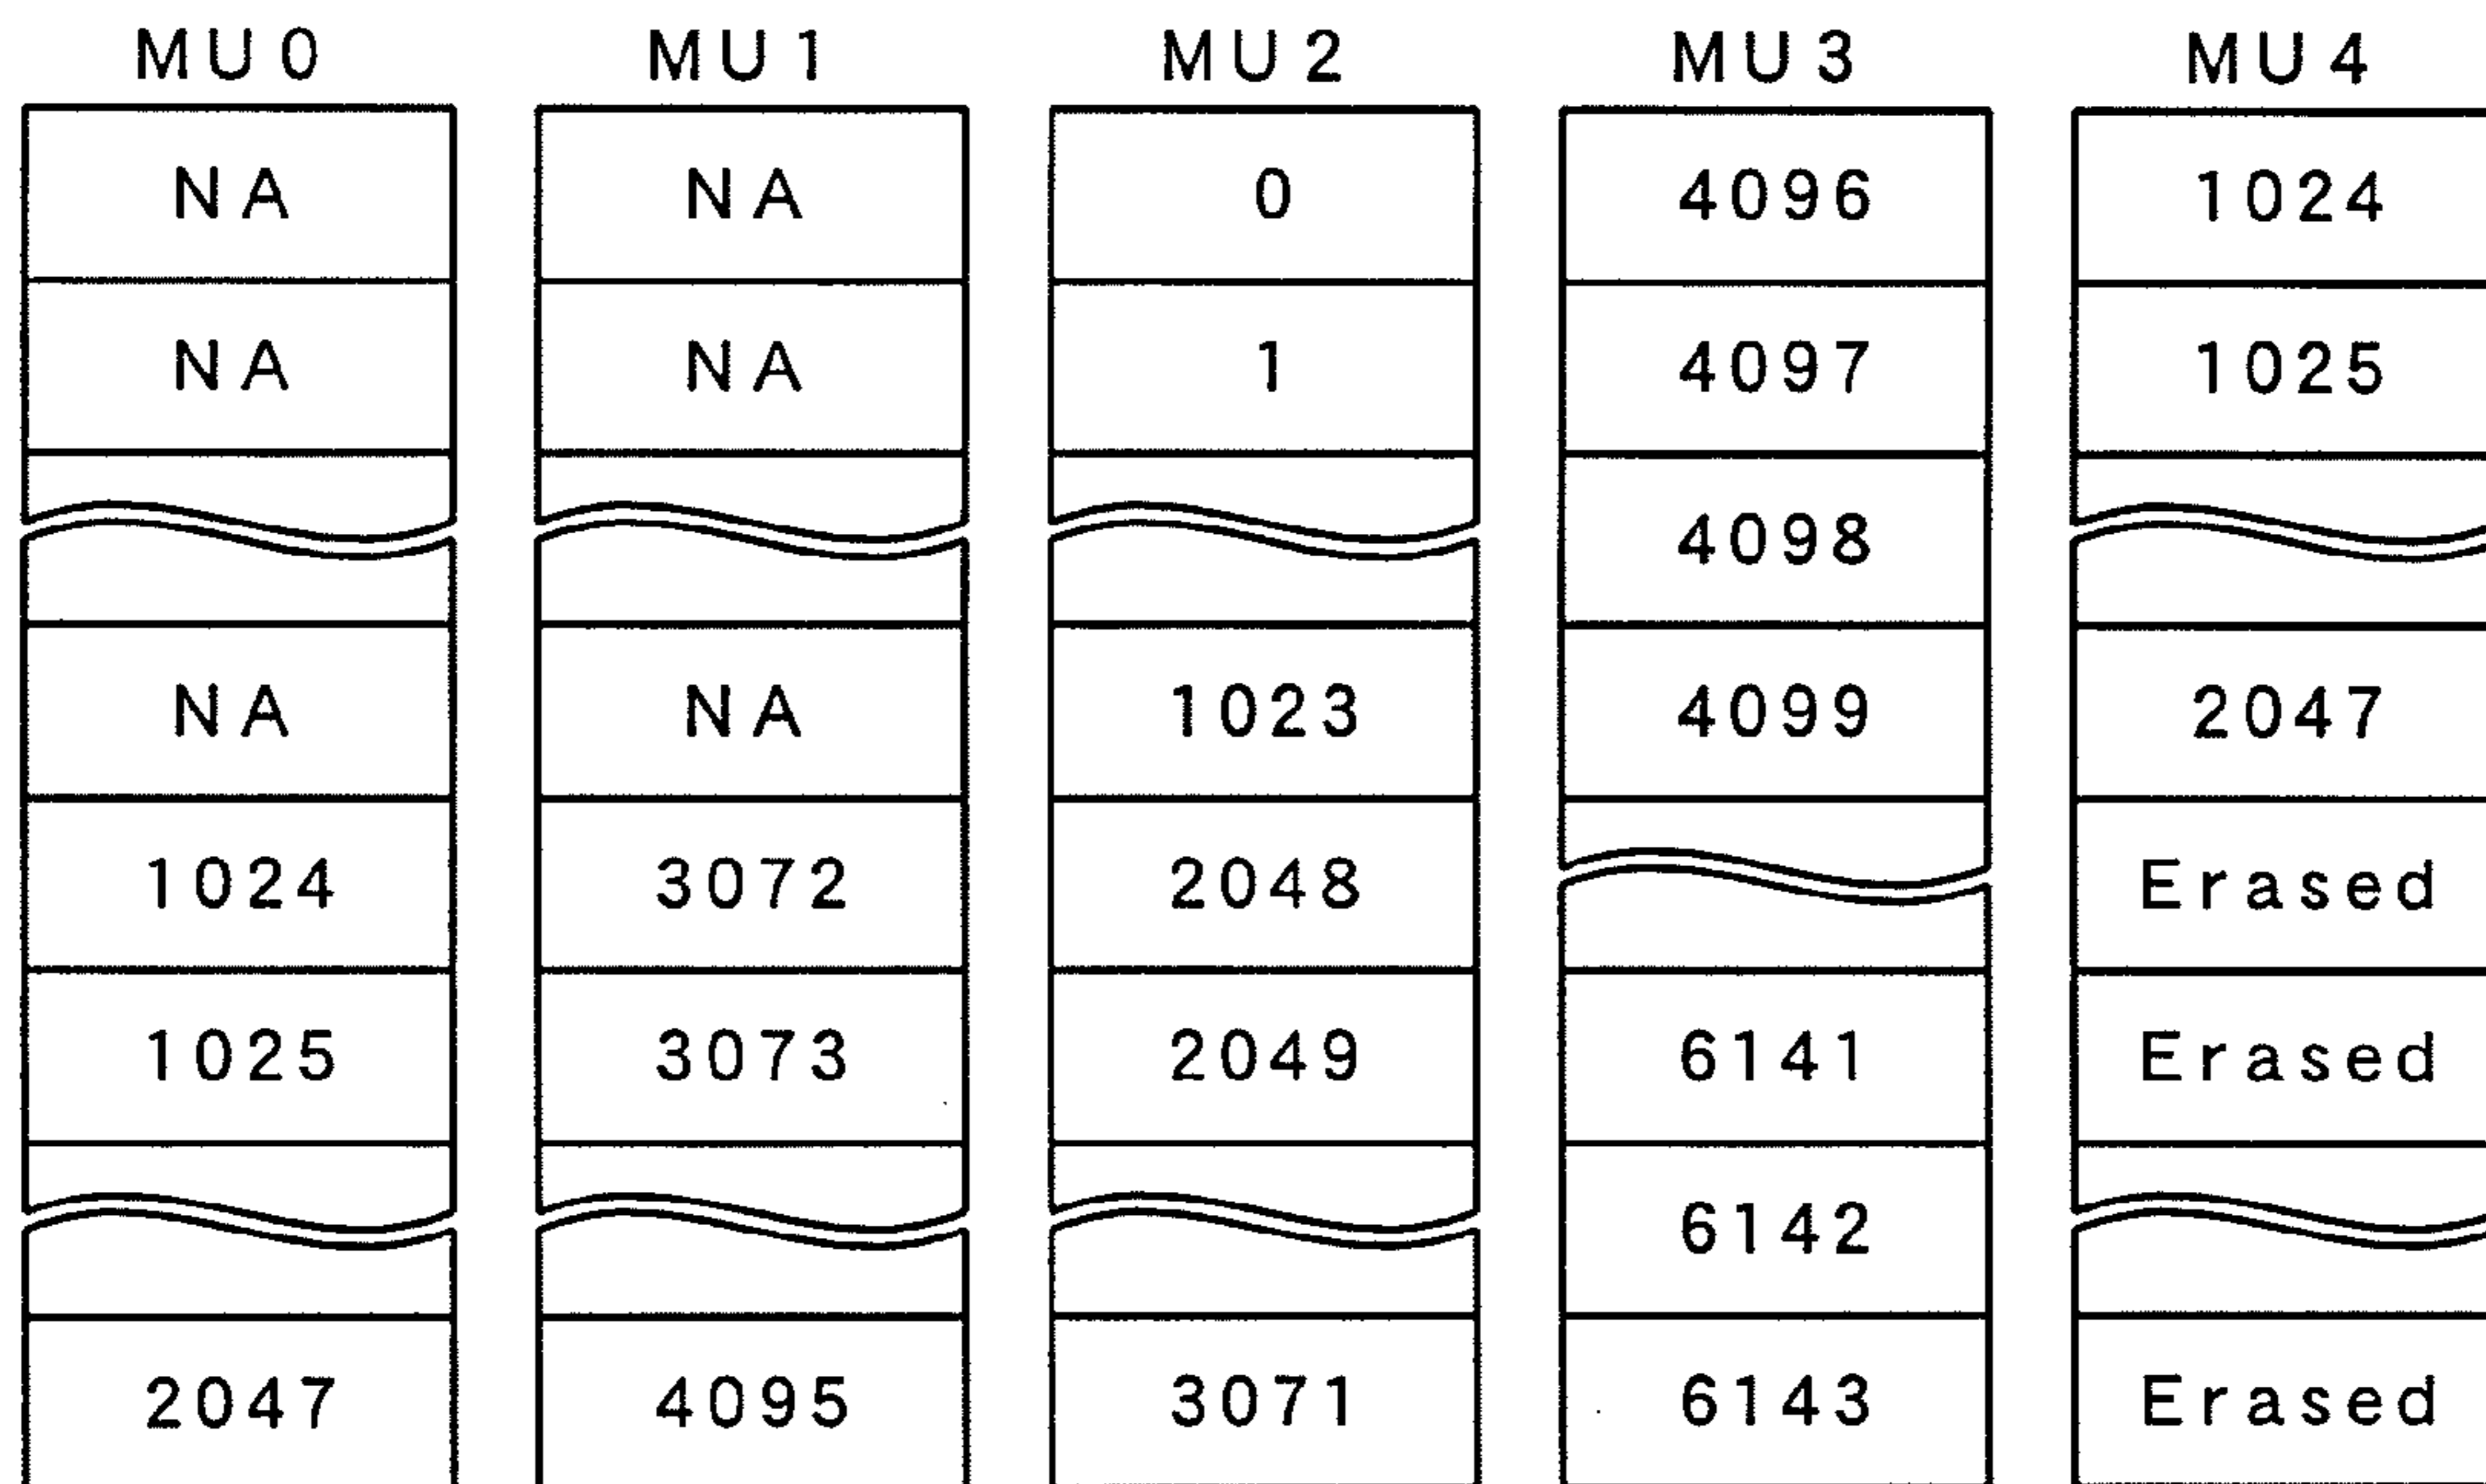 MU0 MU1 MU2 MU3 MU4
NA NA 0 4096 1024
NA NA 1 4097 1025
4098
NA NA 1023 4099 2047
1024 3072 2048 Erased
1025 3073 2049 6141 Erased
6142
2047 4095 3071 6143 Erased